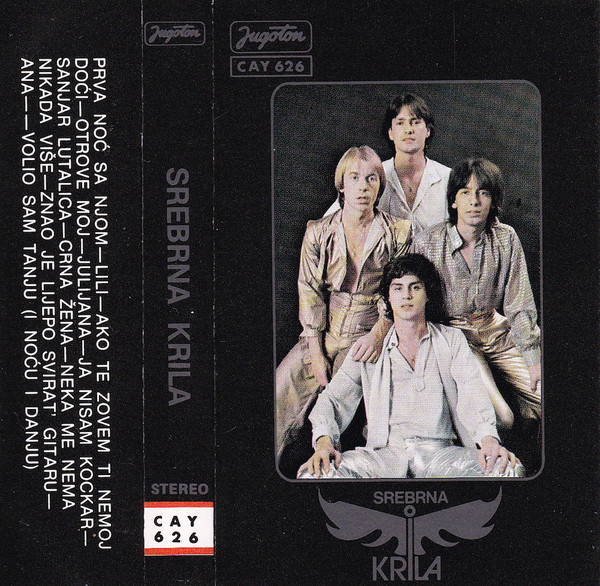 PRVA NOĆ SA NJOM—LILI—AKO TE ZOVEM TI NEMOJ
DOĆI—OTROVE MOJ—JULIJANA—JA NISAM KOCKAR—
SANJAR LUTALICA—CRNA ŽENA—NEKA ME NEMA
NIKADA VIŠE—ZNAO JE LIJEPO SVIRAT' GITARU—
ANA——VOLIO SAM TANJU (I NOĆU I DANJU)
Jugoton
SREBRNA KRILA
STEREO
CAY
626
Jugoton
CAY 626
SREBRNA
KRILA